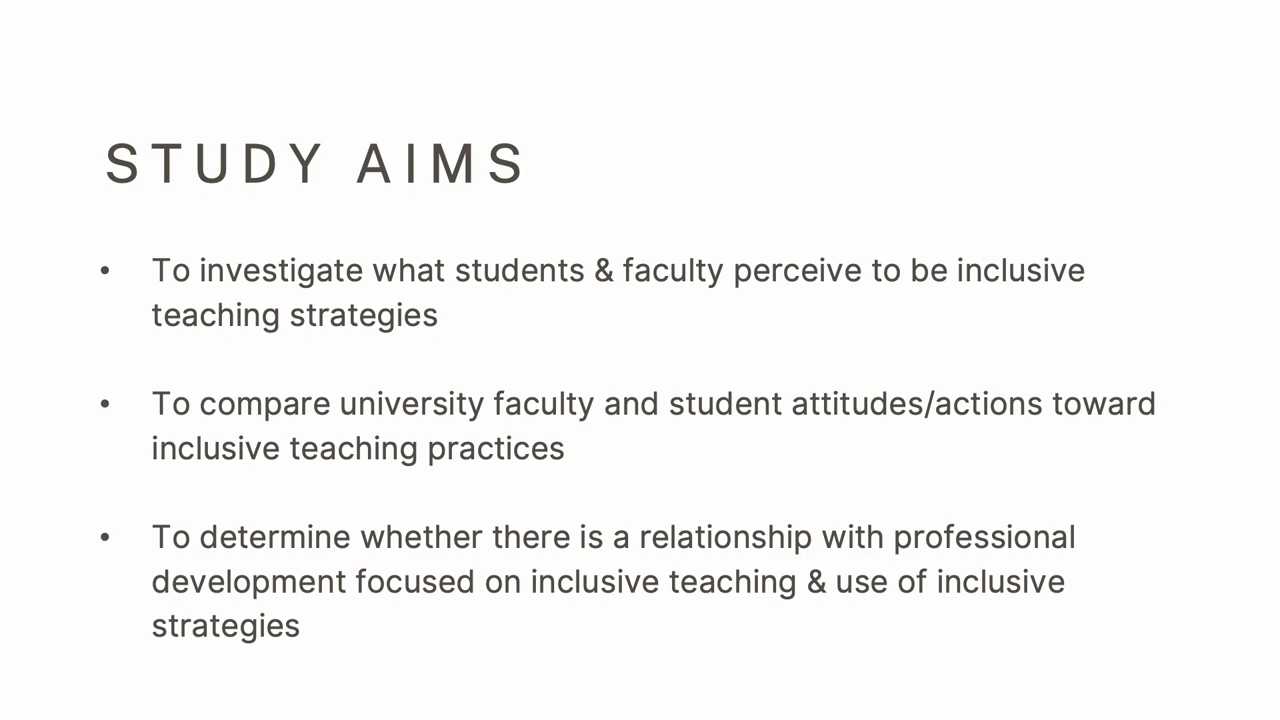 STUDY AIMS
• To investigate what students & faculty perceive to be inclusive
teaching strategies
• To compare university faculty and student attitudes/actions toward
inclusive teaching practices
• To determine whether there is a relationship with professional
development focused on inclusive teaching & use of inclusive
strategies